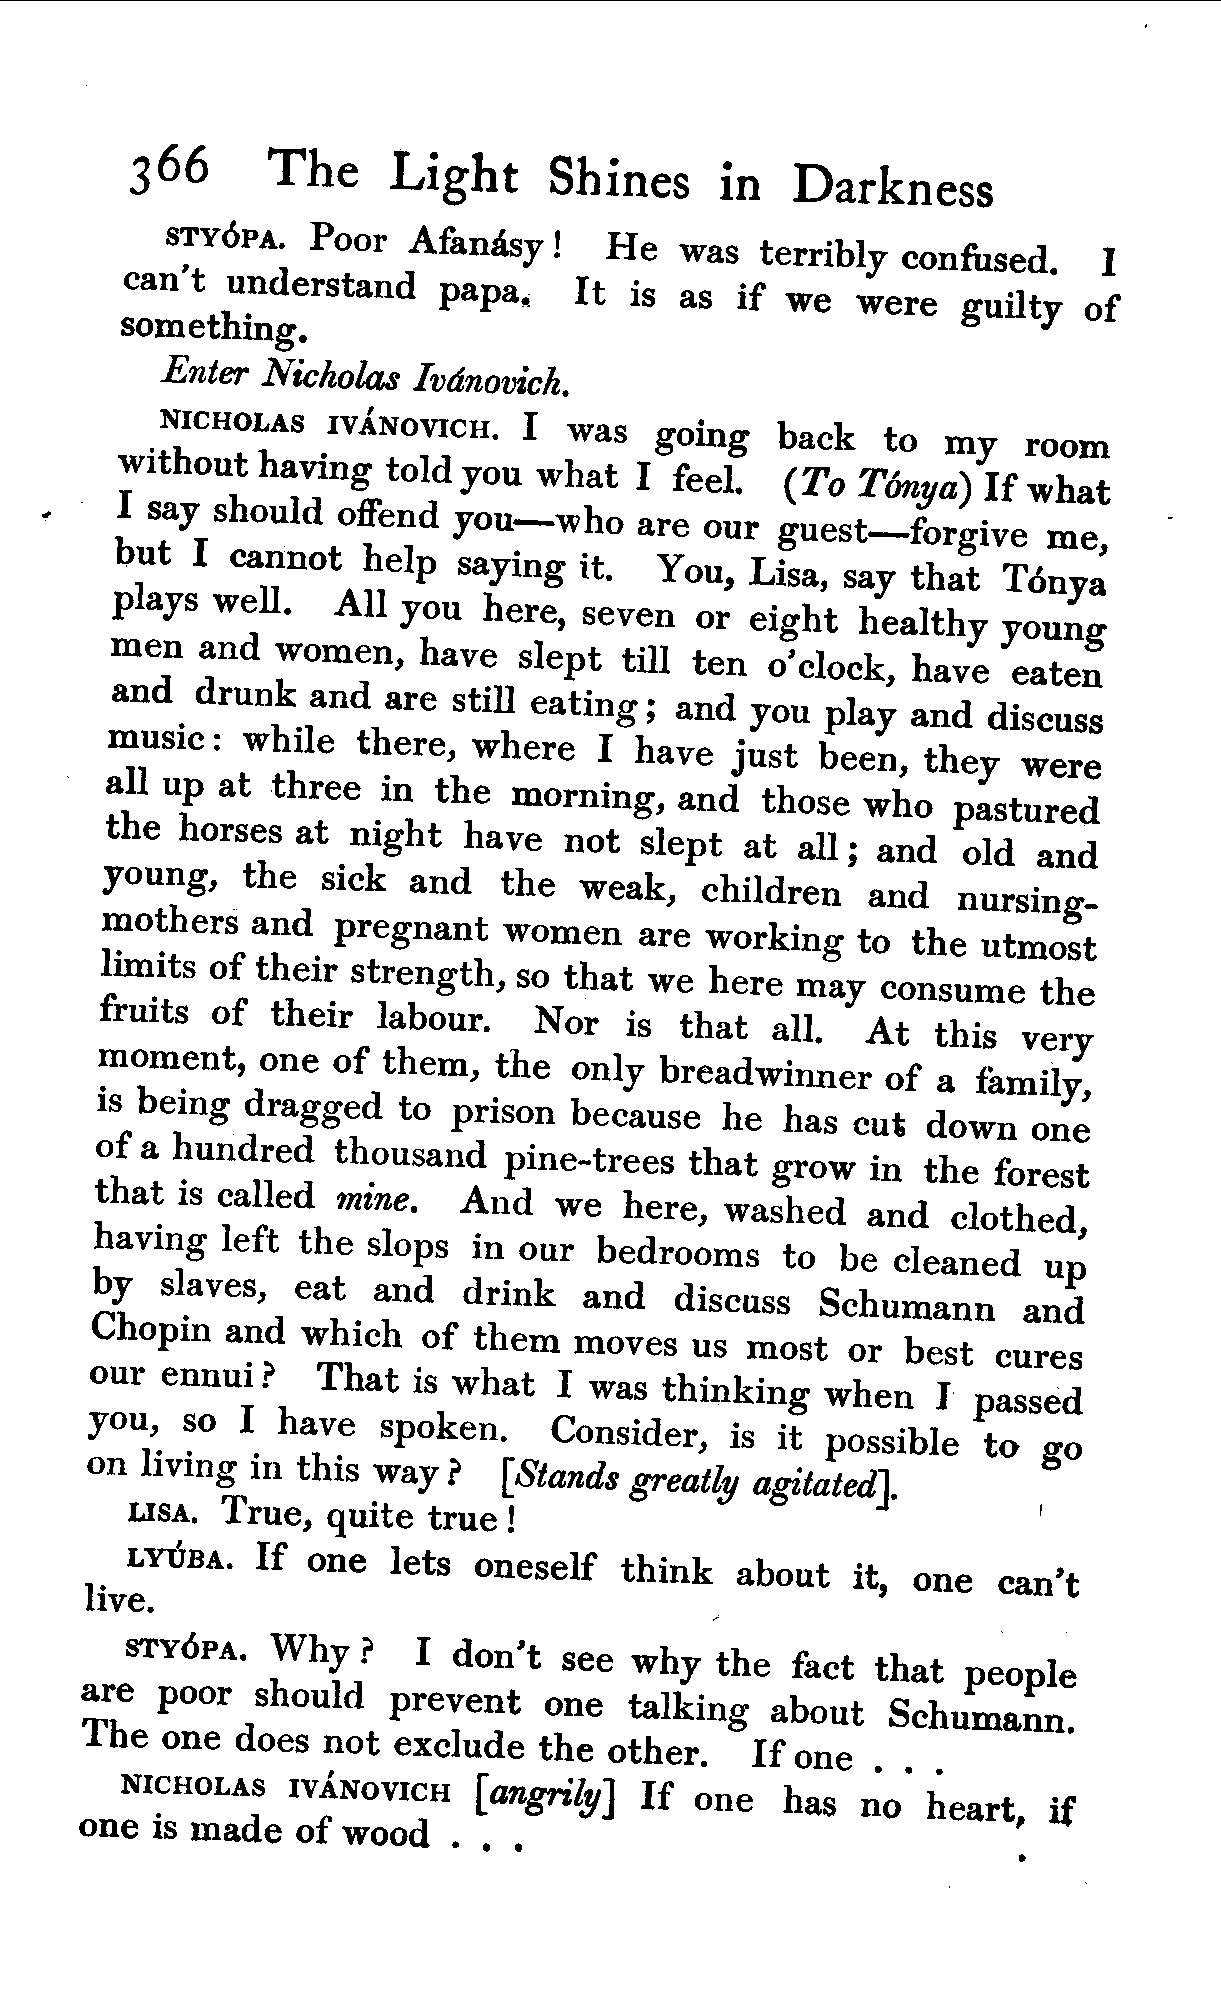 366 The Light Shines in Darkness
STYÓPA. Poor Afanásy! He was terribly confused. I
can't understand papa. It is as if we were guilty of
something.
Enter Nicholas Ivánovich.
NICHOLAS IVÁNOVICH. I was going back to my room
without having told you what I feel. (To Tónya) If what
I say should offend you—who are our guest—forgive me,
but I cannot help saying it. You, Lisa, say that Tónya
plays well. All you here, seven or eight healthy young
men and women, have slept till ten o'clock, have eaten
and drunk and are still eating; and you play and discuss
music: while there, where I have just been, they were
all up at three in the morning, and those who pastured
the horses at night have not slept at all; and old and
young, the sick and the weak, children and nursing-
mothers and pregnant women are working to the utmost
limits of their strength, so that we here may consume the
fruits of their labour. Nor is that all. At this very
moment, one of them, the only breadwinner of a family,
is being dragged to prison because he has cut down one
of a hundred thousand pine-trees that grow in the forest
that is called mine. And we here, washed and clothed,
having left the slops in our bedrooms to be cleaned up
by slaves, eat and drink and discuss Schumann and
Chopin and which of them moves us most or best cures
our ennui? That is what I was thinking when I passed
you, so I have spoken. Consider, is it possible to go
on living in this way? [Stands greatly agitated].
LISA. True, quite true!
LYÚBA. If one lets oneself think about it, one can't
live.
STYÓPA. Why? I don't see why the fact that people
are poor should prevent one talking about Schumann.
The one does not exclude the other. If one . . .
NICHOLAS IVÁNOVICH [angrily] If one has no heart, if
one is made of wood . . .